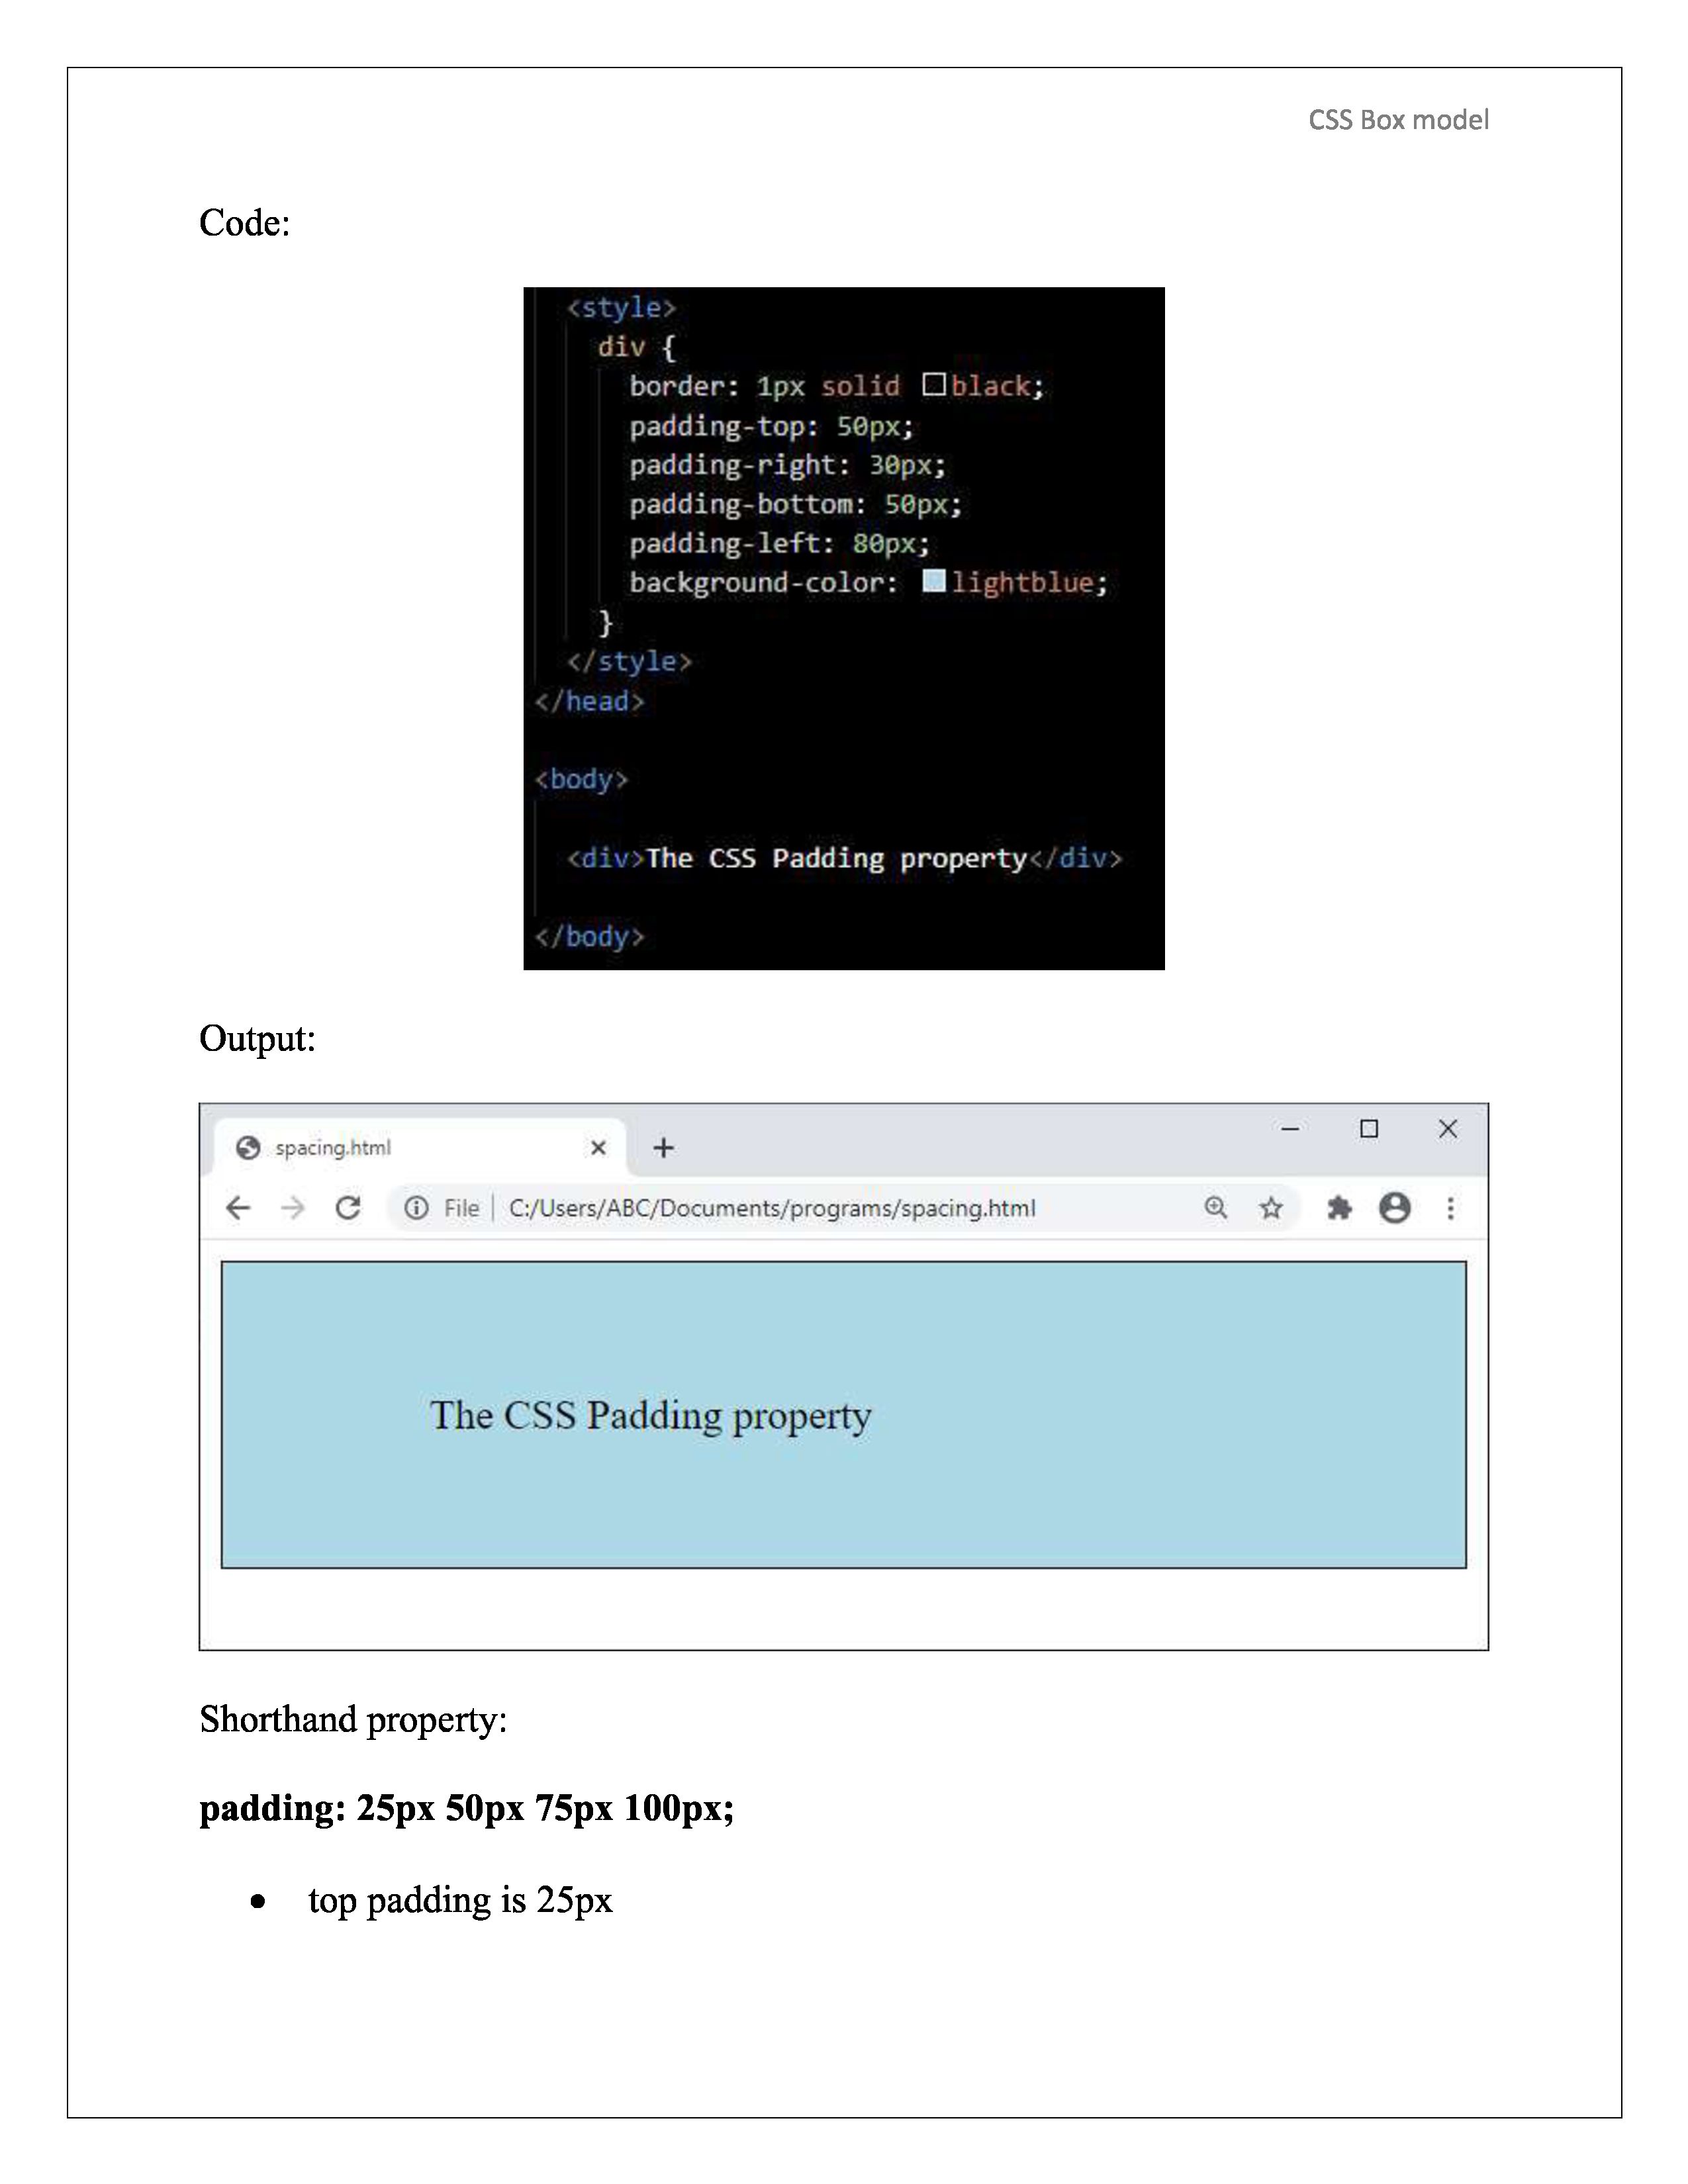 CSS Box model
Code:
<style>
div {
border: 1px solid black;
padding-top: 50px;
padding-right: 30px;
padding-bottom: 50px;
padding-left: 80px;
background-color: lightblue;
}
</style>
</head>
<body>
<div>The CSS Padding property</div>
</body>
Output:
spacing.html
File C:/Users/ABC/Documents/programs/spacing.html
The CSS Padding property
Shorthand property:
padding: 25px 50px 75px 100px;
• top padding is 25px